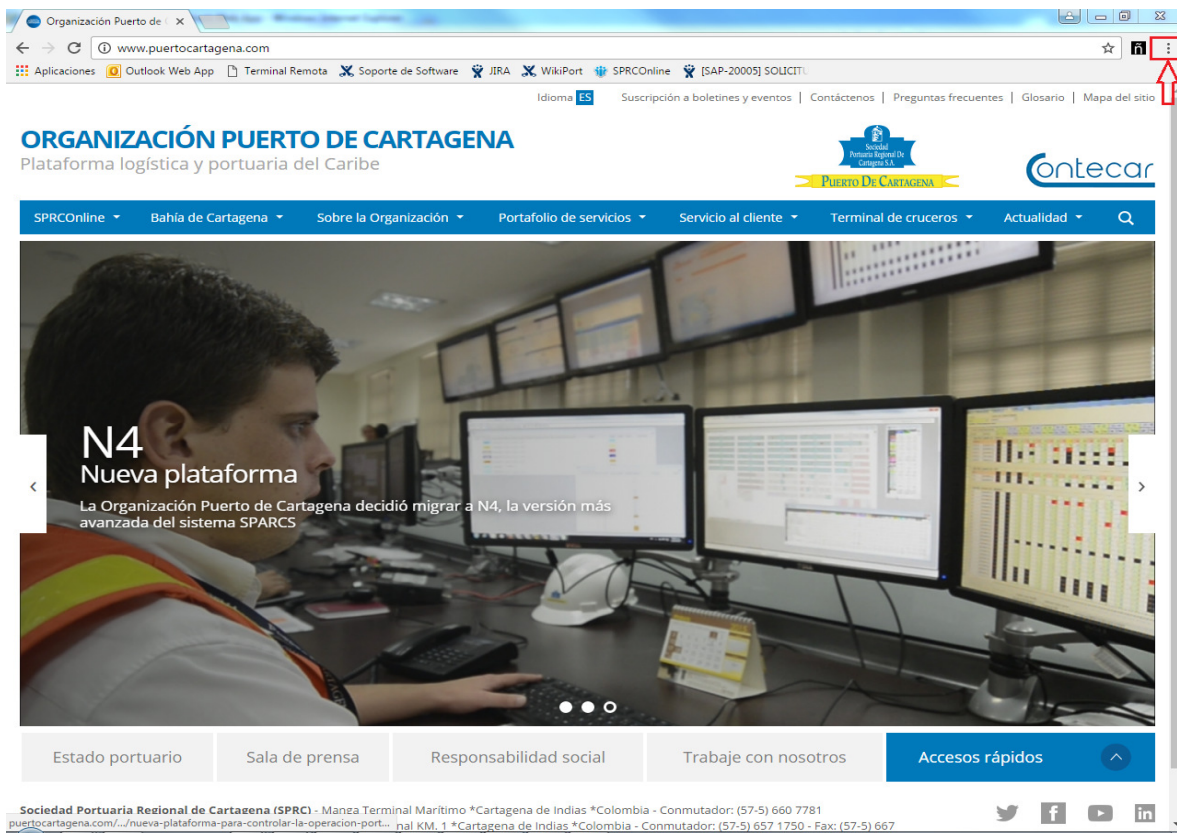 Organización Puerto de
www.puertocartagena.com
ñ
Aplicaciones Outlook Web App Terminal Remota Soporte de Software JIRA WikiPort SPRCOnline [SAP-20005] SOLICITU
Idioma ES Suscripción a boletines y eventos | Contáctenos | Preguntas frecuentes | Glosario | Mapa del sitio
ORGANIZACIÓN PUERTO DE CARTAGENA
Plataforma logística y portuaria del Caribe
Sociedad
Portuaria Regional De
Cartagena S.A.
PUERTO DE CARTAGENA
Contecar
SPRCOnline Bahía de Cartagena Sobre la Organización Portafolio de servicios Servicio al cliente Terminal de cruceros Actualidad
N4
Nueva plataforma
La Organización Puerto de Cartagena decidió migrar a N4, la versión más
avanzada del sistema SPARCS
Estado portuario Sala de prensa Responsabilidad social Trabaje con nosotros Accesos rápidos
Sociedad Portuaria Regional de Cartagena (SPRC) - Manga Terminal Marítimo *Cartagena de Indias *Colombia - Conmutador: (57-5) 660 7781
puertocartagena.com/.../nueva-plataforma-para-controlar-la-operacion-port... nal KM. 1 *Cartagena de Indias *Colombia - Conmutador: (57-5) 657 1750 - Fax: (57-5) 667